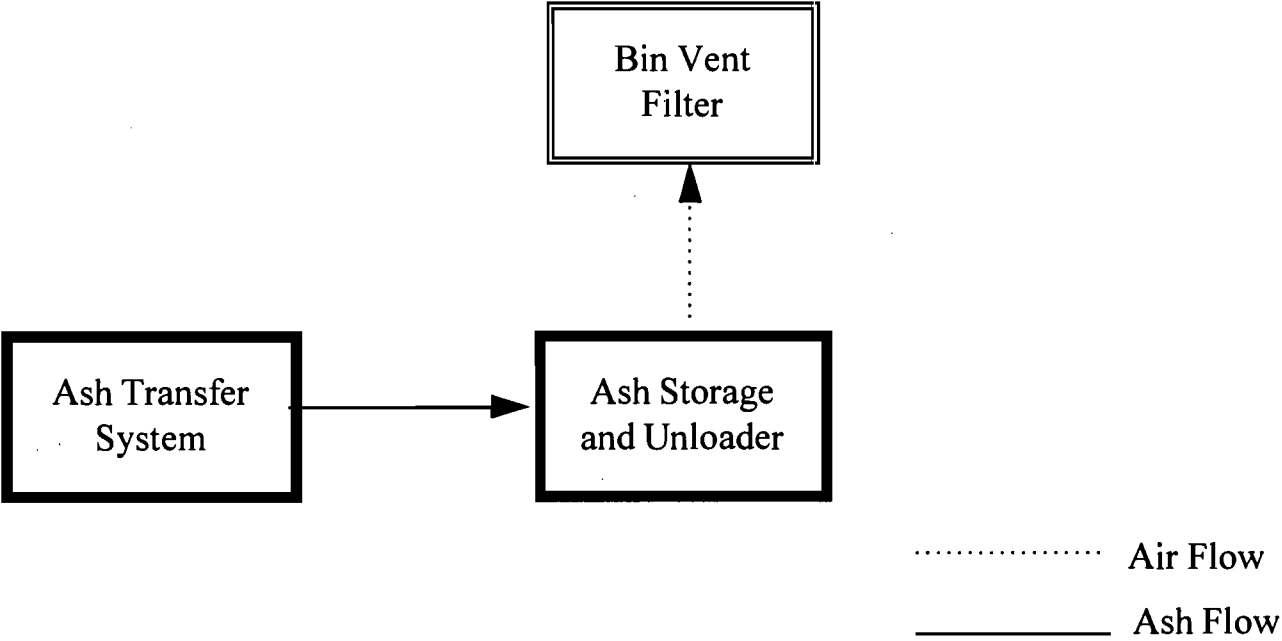 Bin Vent
Filter
Ash Transfer
System
Ash Storage
and Unloader
Air Flow
Ash Flow